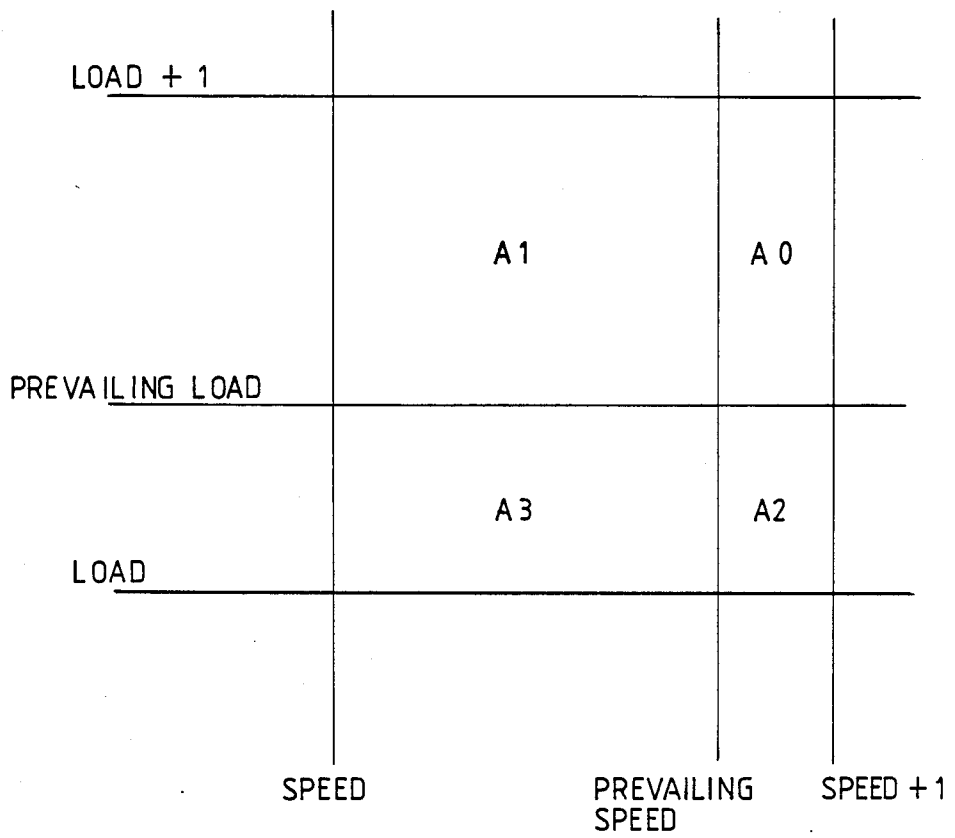 LOAD + 1
A1 A0
PREVAILING LOAD
A3 A2
LOAD
SPEED PREVAILING SPEED SPEED + 1